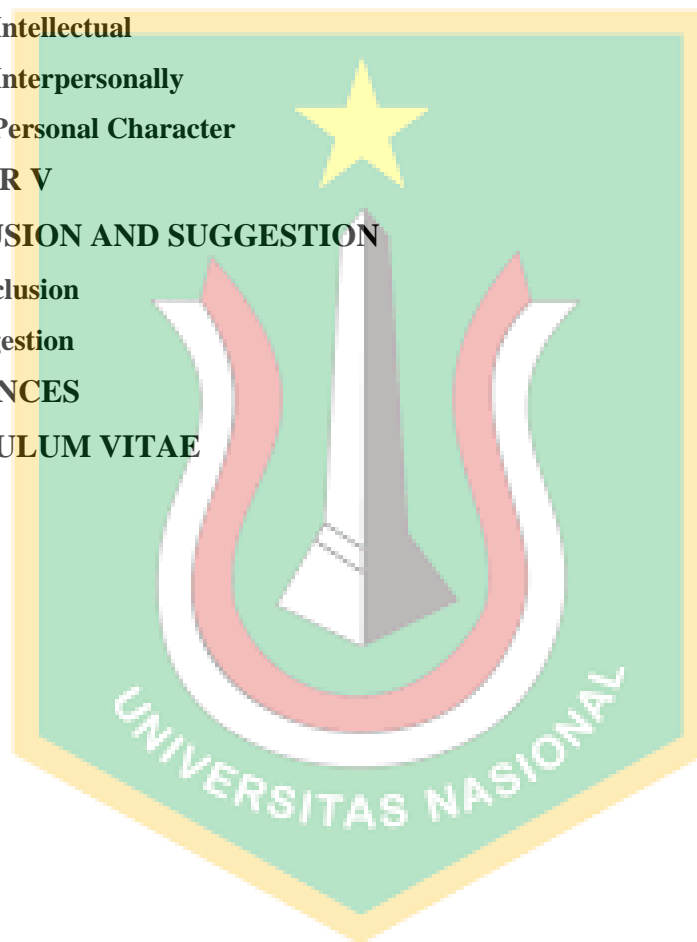 Intellectual
Interpersonally
Personal Character
R V
USION AND SUGGESTION
clusion
gestion
NCES
ULUM VITAE
UNIVERSITAS NASIONAL